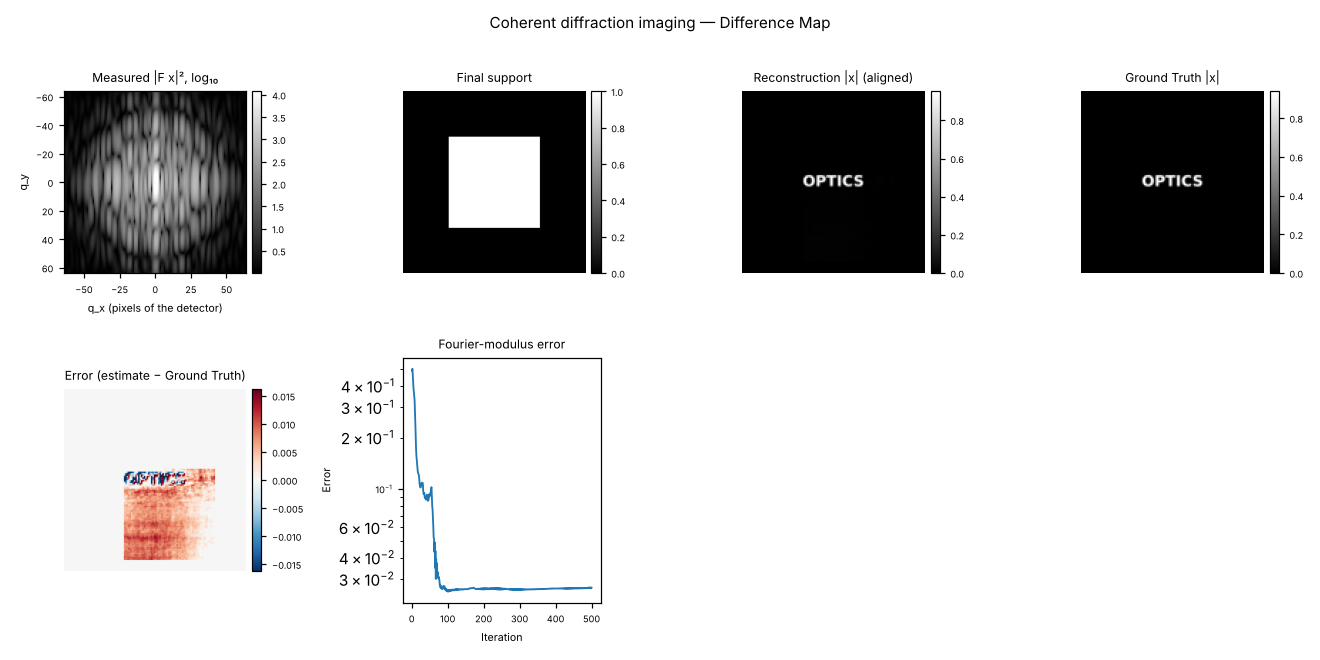 Coherent diffraction imaging — Difference Map
Measured |F x|², log₁₀
−60
−40
−20
0
20
40
60
q_y
−50
−25
0
25
50
q_x (pixels of the detector)
4.0
3.5
3.0
2.5
2.0
1.5
1.0
0.5
Final support
1.0
0.8
0.6
0.4
0.2
0.0
Reconstruction |x| (aligned)
OPTICS
0.8
0.6
0.4
0.2
0.0
Ground Truth |x|
OPTICS
0.8
0.6
0.4
0.2
0.0
Error (estimate − Ground Truth)
OPTICS
0.015
0.010
0.005
0.000
−0.005
−0.010
−0.015
Fourier-modulus error
4 × 10⁻¹
3 × 10⁻¹
2 × 10⁻¹
10⁻¹
6 × 10⁻²
4 × 10⁻²
3 × 10⁻²
Error
0
100
200
300
400
500
Iteration